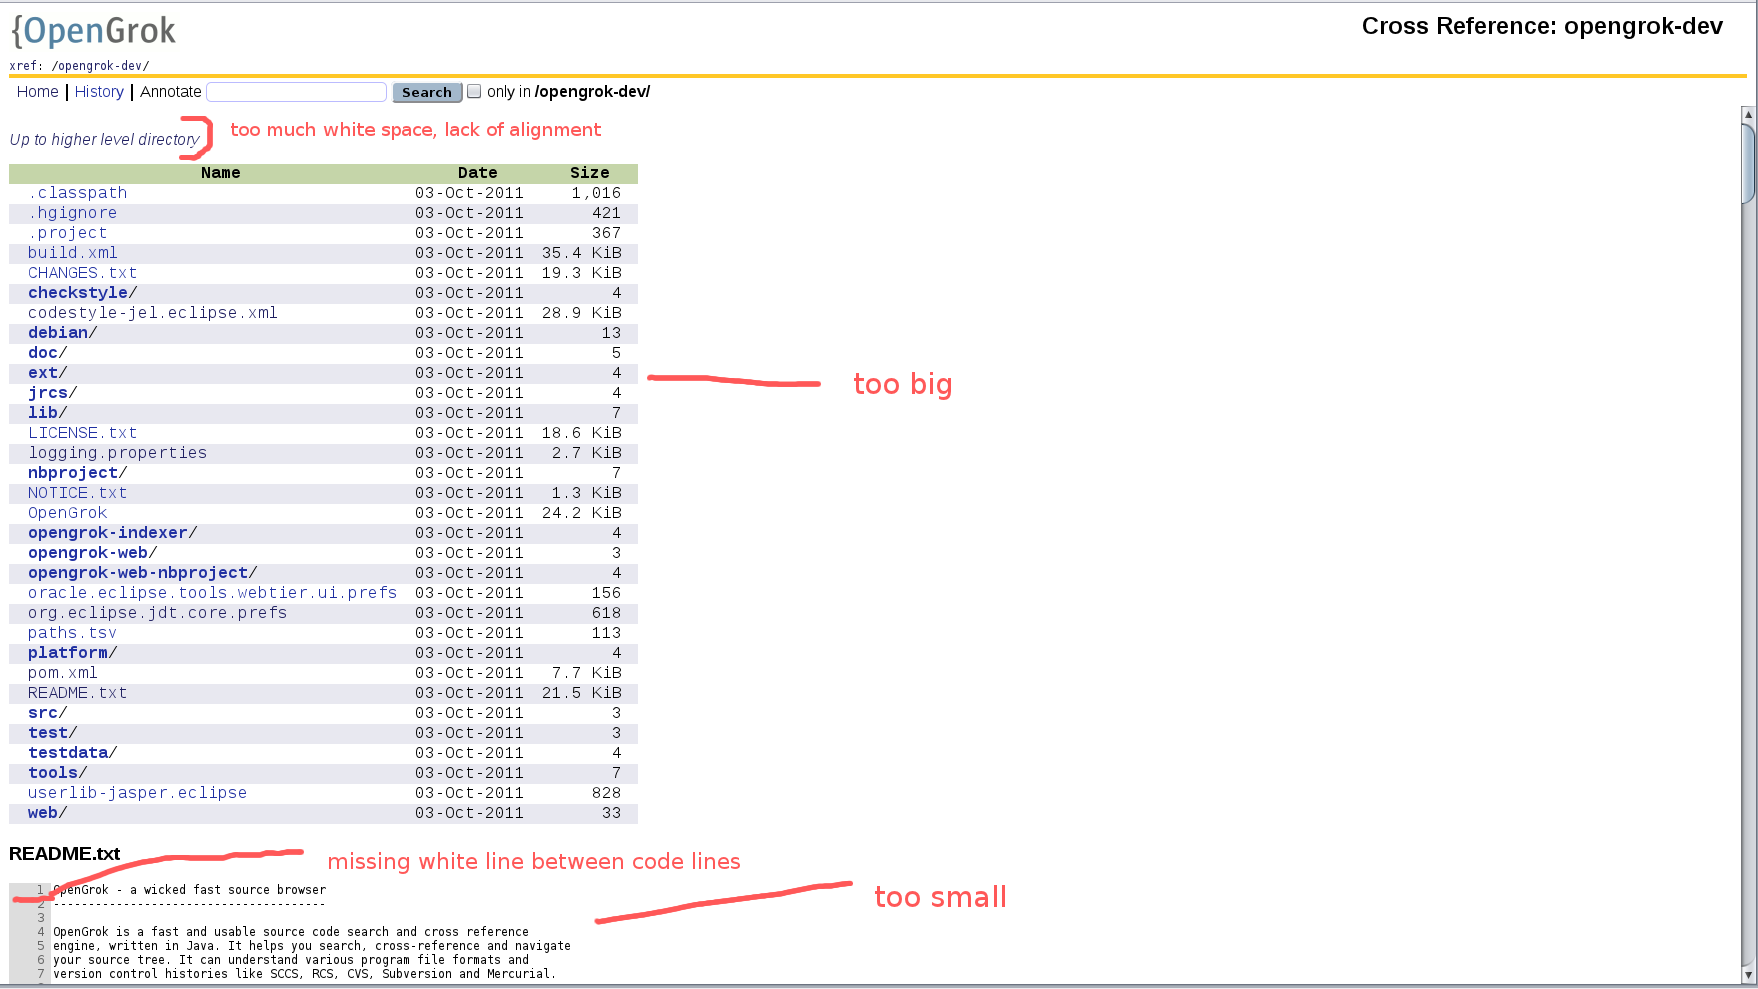 {OpenGrok
Cross Reference: opengrok-dev
xref: /opengrok-dev/
Home | History | Annotate Search only in /opengrok-dev/
too much white space, lack of alignment
Up to higher level directory
Name Date Size
.classpath 03-Oct-2011 1,016
.hgignore 03-Oct-2011 421
.project 03-Oct-2011 367
build.xml 03-Oct-2011 35.4 KiB
CHANGES.txt 03-Oct-2011 19.3 KiB
checkstyle/ 03-Oct-2011 4
codestyle-jel.eclipse.xml 03-Oct-2011 28.9 KiB
debian/ 03-Oct-2011 13
doc/ 03-Oct-2011 5
ext/ 03-Oct-2011 4
too big
jrcs/ 03-Oct-2011 4
lib/ 03-Oct-2011 7
LICENSE.txt 03-Oct-2011 18.6 KiB
logging.properties 03-Oct-2011 2.7 KiB
nbproject/ 03-Oct-2011 7
NOTICE.txt 03-Oct-2011 1.3 KiB
OpenGrok 03-Oct-2011 24.2 KiB
opengrok-indexer/ 03-Oct-2011 4
opengrok-web/ 03-Oct-2011 3
opengrok-web-nbproject/ 03-Oct-2011 4
oracle.eclipse.tools.webtier.ui.prefs 03-Oct-2011 156
org.eclipse.jdt.core.prefs 03-Oct-2011 618
paths.tsv 03-Oct-2011 113
platform/ 03-Oct-2011 4
pom.xml 03-Oct-2011 7.7 KiB
README.txt 03-Oct-2011 21.5 KiB
src/ 03-Oct-2011 3
test/ 03-Oct-2011 3
testdata/ 03-Oct-2011 4
tools/ 03-Oct-2011 7
userlib-jasper.eclipse 03-Oct-2011 828
web/ 03-Oct-2011 33
README.txt
missing white line between code lines
1 OpenGrok - a wicked fast source browser
too small
2 ---------------------------------------
3
4 OpenGrok is a fast and usable source code search and cross reference
5 engine, written in Java. It helps you search, cross-reference and navigate
6 your source tree. It can understand various program file formats and
7 version control histories like SCCS, RCS, CVS, Subversion and Mercurial.